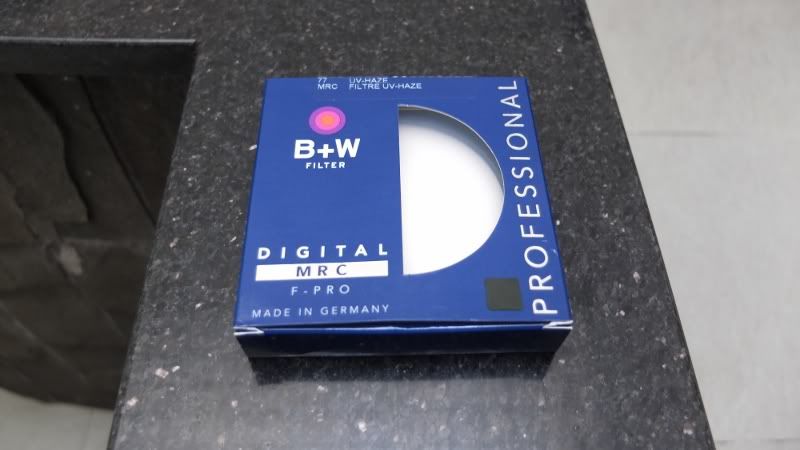 77 UV-HAZE
MRC FILTRE UV-HAZE
B+W
FILTER
DIGITAL
MRC
F-PRO
MADE IN GERMANY
PROFESSIONAL